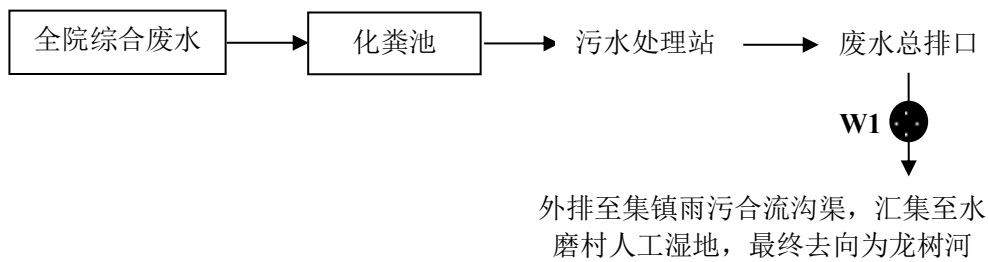 全院综合废水
化粪池
污水处理站
废水总排口
W1
外排至集镇雨污合流沟渠，汇集至水
磨村人工湿地，最终去向为龙树河